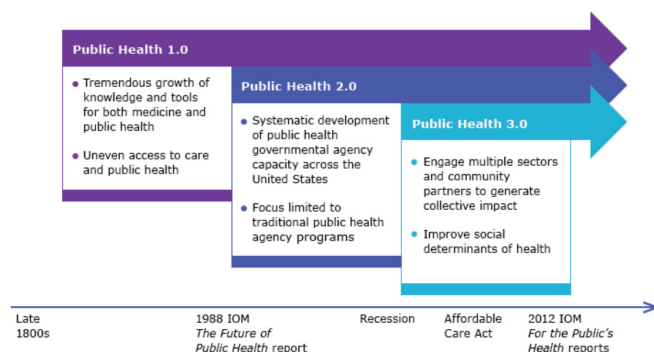 Public Health 1.0
Tremendous growth of
knowledge and tools
for both medicine and
public health
Uneven access to care
and public health
Public Health 2.0
Systematic development
of public health
governmental agency
capacity across the
United States
Focus limited to
traditional public health
agency programs
Public Health 3.0
Engage multiple sectors
and community
partners to generate
collective impact
Improve social
determinants of health
Late
1800s
1988 IOM
The Future of
Public Health report
Recession
Affordable
Care Act
2012 IOM
For the Public's
Health reports